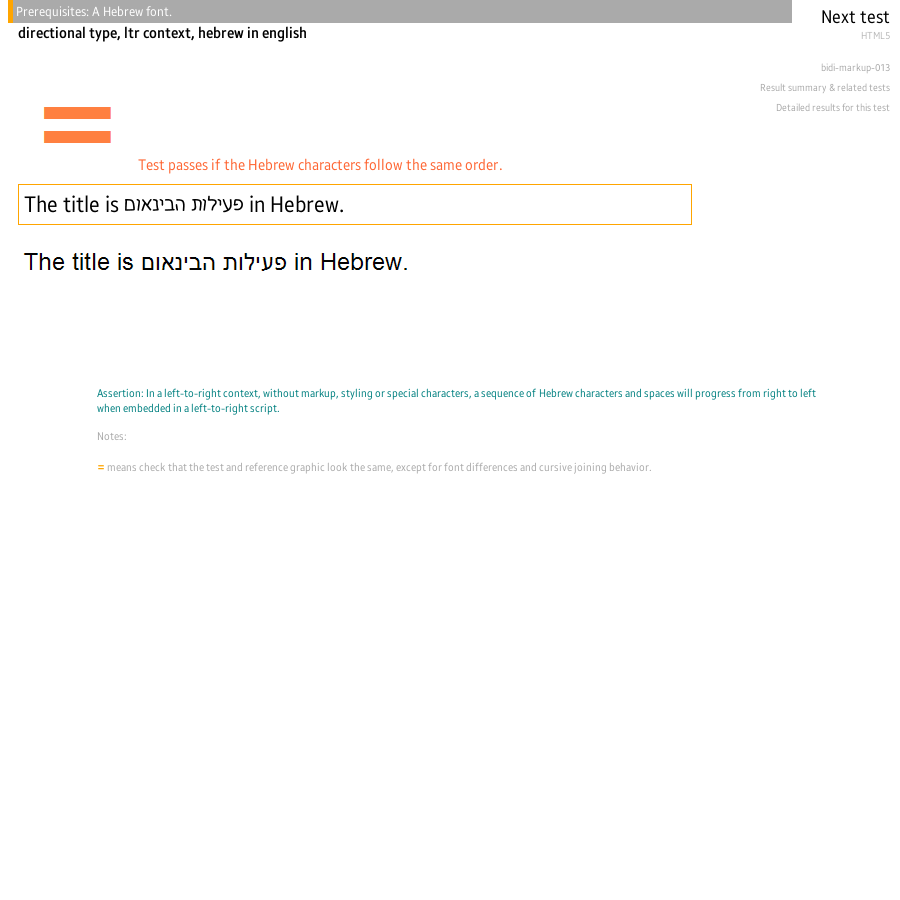 Prerequisites: A Hebrew font.
Next test
directional type, ltr context, hebrew in english
HTML5
bidi-markup-013
Result summary & related tests
Detailed results for this test
Test passes if the Hebrew characters follow the same order.
The title is פעילות הבינאום in Hebrew.
The title is פעילות הבינאום in Hebrew.
Assertion: In a left-to-right context, without markup, styling or special characters, a sequence of Hebrew characters and spaces will progress from right to left
when embedded in a left-to-right script.
Notes:
= means check that the test and reference graphic look the same, except for font differences and cursive joining behavior.